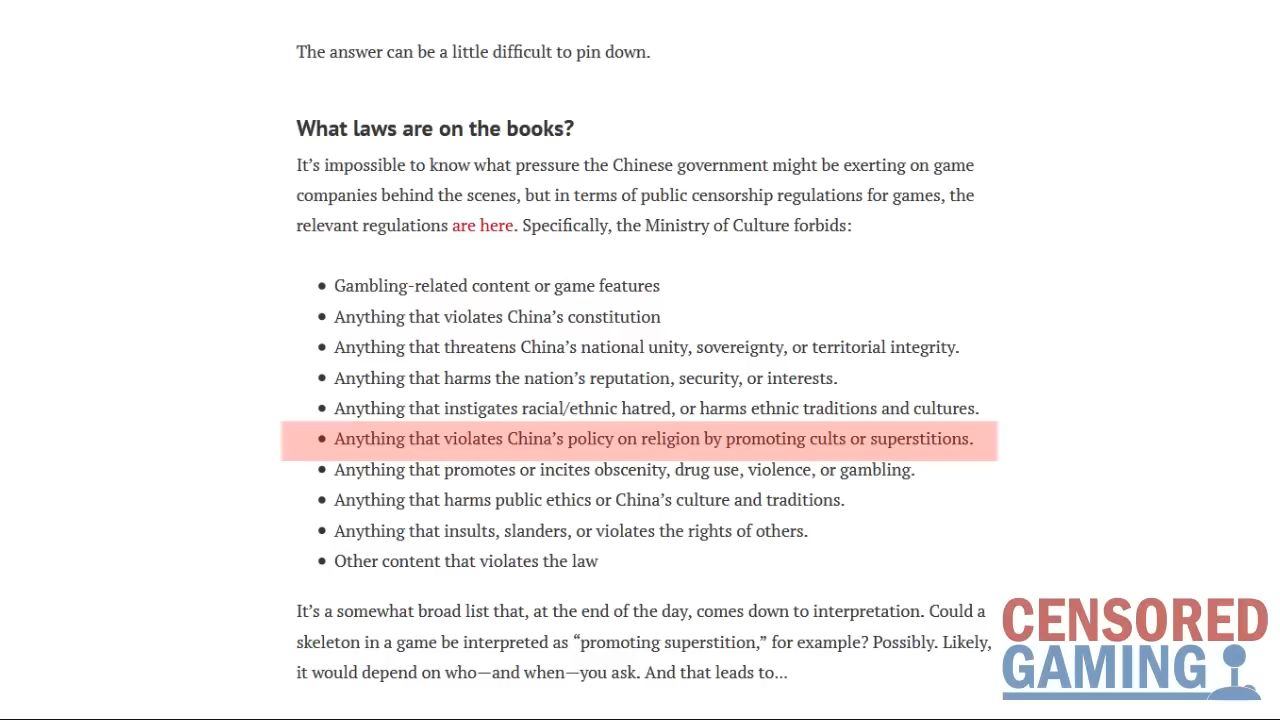 The answer can be a little difficult to pin down.
What laws are on the books?
It’s impossible to know what pressure the Chinese government might be exerting on game
companies behind the scenes, but in terms of public censorship regulations for games, the
relevant regulations are here. Specifically, the Ministry of Culture forbids:
• Gambling-related content or game features
• Anything that violates China’s constitution
• Anything that threatens China’s national unity, sovereignty, or territorial integrity.
• Anything that harms the nation’s reputation, security, or interests.
• Anything that instigates racial/ethnic hatred, or harms ethnic traditions and cultures.
• Anything that violates China’s policy on religion by promoting cults or superstitions.
• Anything that promotes or incites obscenity, drug use, violence, or gambling.
• Anything that harms public ethics or China’s culture and traditions.
• Anything that insults, slanders, or violates the rights of others.
• Other content that violates the law
It’s a somewhat broad list that, at the end of the day, comes down to interpretation. Could a
skeleton in a game be interpreted as “promoting superstition,” for example? Possibly. Likely,
it would depend on who—and when—you ask. And that leads to...
CENSORED
GAMING